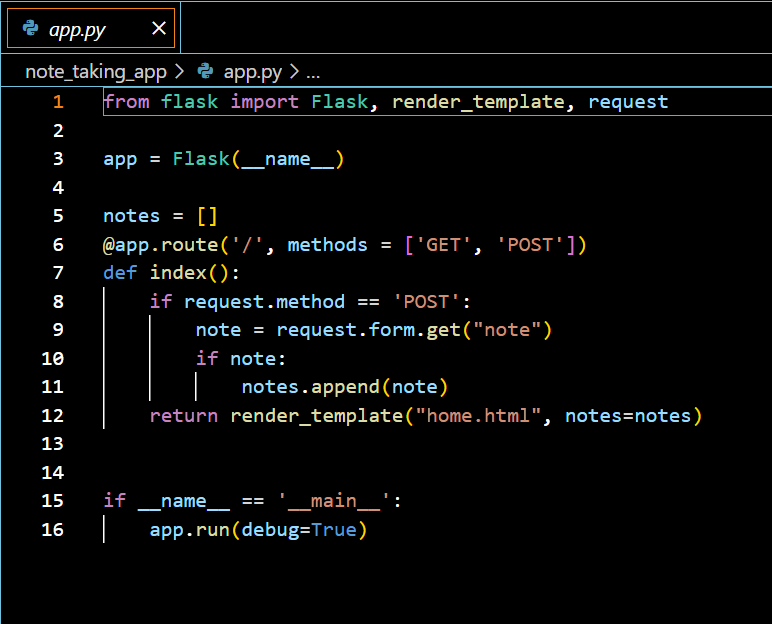 app.py ×
note_taking_app > app.py > ...
1 from flask import Flask, render_template, request
2
3 app = Flask(__name__)
4
5 notes = []
6 @app.route('/', methods = ['GET', 'POST'])
7 def index():
8     if request.method == 'POST':
9         note = request.form.get("note")
10         if note:
11             notes.append(note)
12     return render_template("home.html", notes=notes)
13
14
15 if __name__ == '__main__':
16     app.run(debug=True)